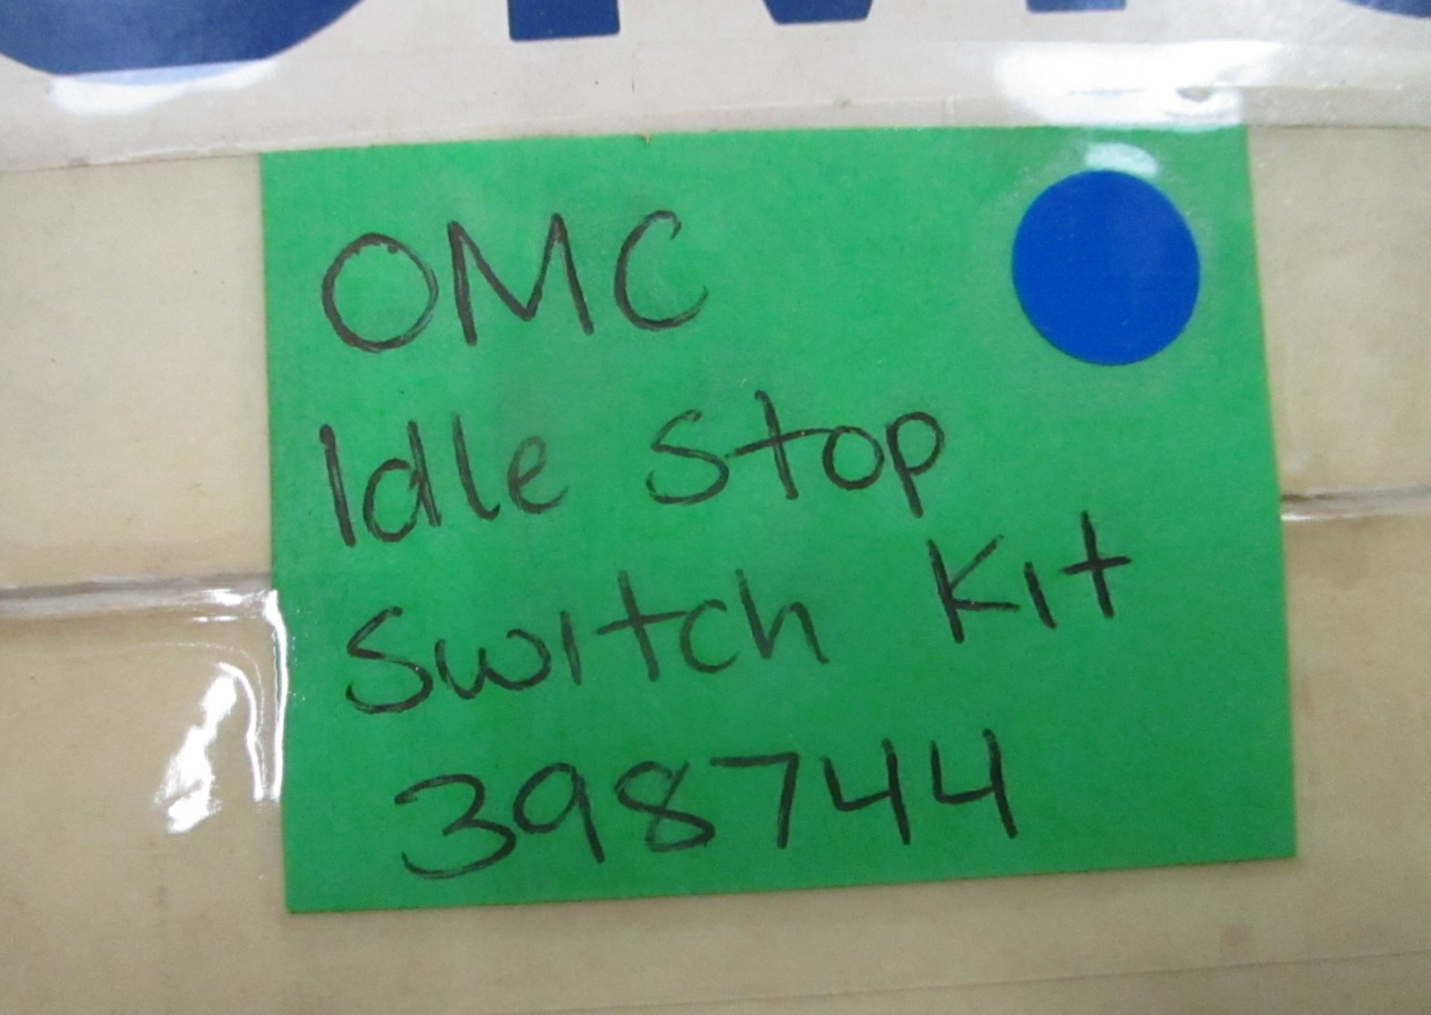 OMC
Idle Stop
Switch Kit
398744